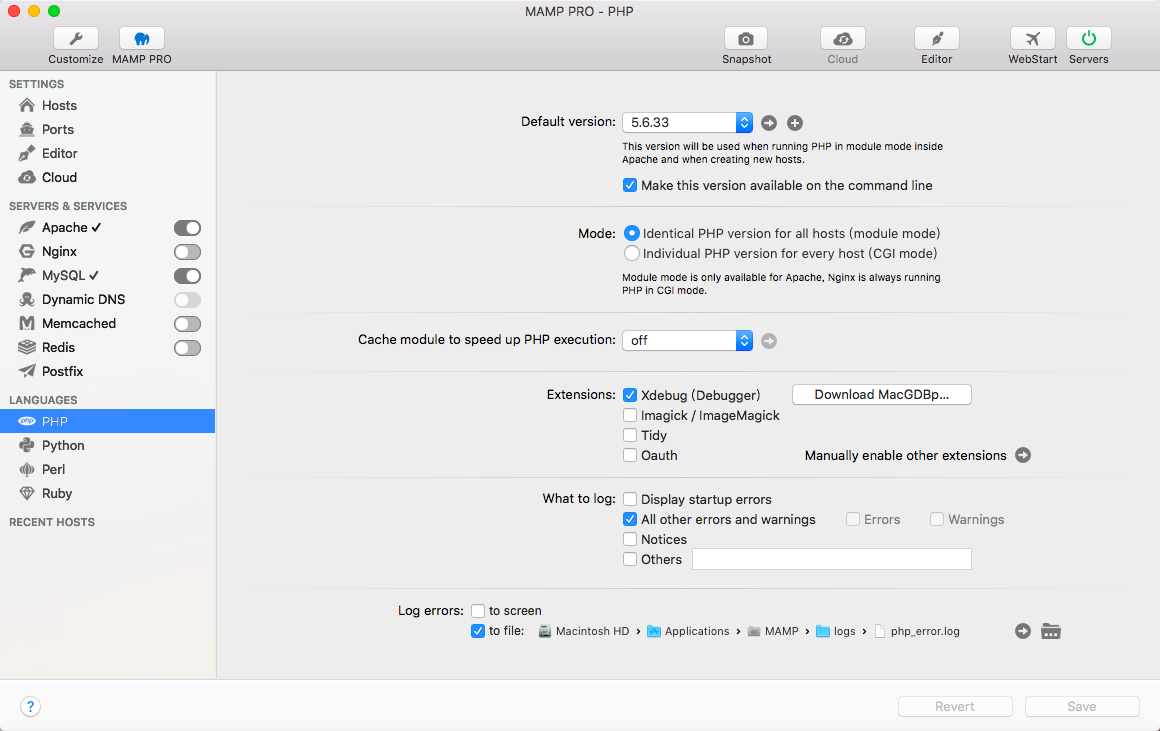 MAMP PRO - PHP
Customize
MAMP PRO
Snapshot
Cloud
Editor
WebStart
Servers
SETTINGS
Hosts
Ports
Editor
Cloud
SERVERS & SERVICES
Apache ✓
Nginx
MySQL ✓
Dynamic DNS
Memcached
Redis
Postfix
LANGUAGES
php PHP
Python
Perl
Ruby
RECENT HOSTS
Default version: 5.6.33
This version will be used when running PHP in module mode inside
Apache and when creating new hosts.
Make this version available on the command line
Mode: Identical PHP version for all hosts (module mode)
Individual PHP version for every host (CGI mode)
Module mode is only available for Apache, Nginx is always running
PHP in CGI mode.
Cache module to speed up PHP execution: off
Extensions: Xdebug (Debugger) Download MacGDBp...
Imagick / ImageMagick
Tidy
Oauth Manually enable other extensions
What to log: Display startup errors
All other errors and warnings Errors Warnings
Notices
Others
Log errors: to screen
to file: Macintosh HD › Applications › MAMP › logs › php_error.log
? Revert Save